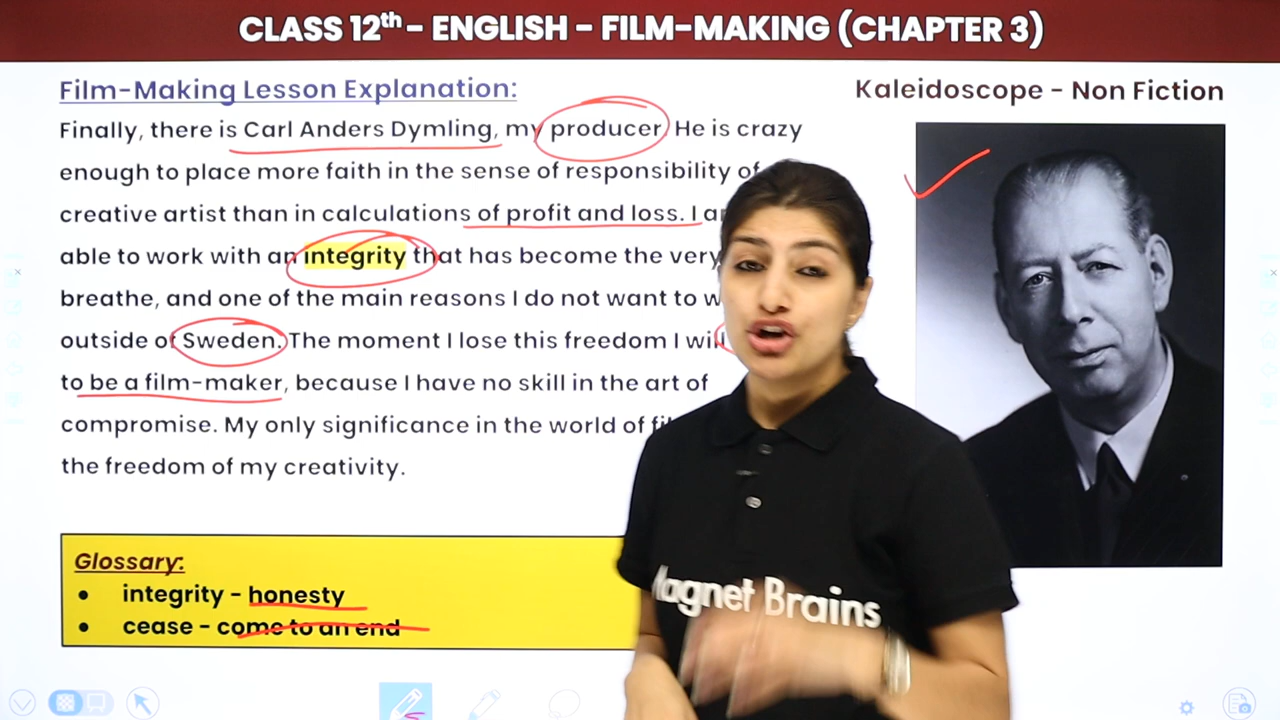 CLASS 12th - ENGLISH - FILM-MAKING (CHAPTER 3)
Film-Making Lesson Explanation:
Kaleidoscope - Non Fiction
Finally, there is Carl Anders Dymling, my producer. He is crazy
enough to place more faith in the sense of responsibility of
creative artist than in calculations of profit and loss. I
able to work with an integrity that has become the very
breathe, and one of the main reasons I do not want to
outside of Sweden. The moment I lose this freedom I will
to be a film-maker, because I have no skill in the art of
compromise. My only significance in the world of
the freedom of my creativity.
Glossary:
integrity - honesty
cease - come to an end
Magnet Brains